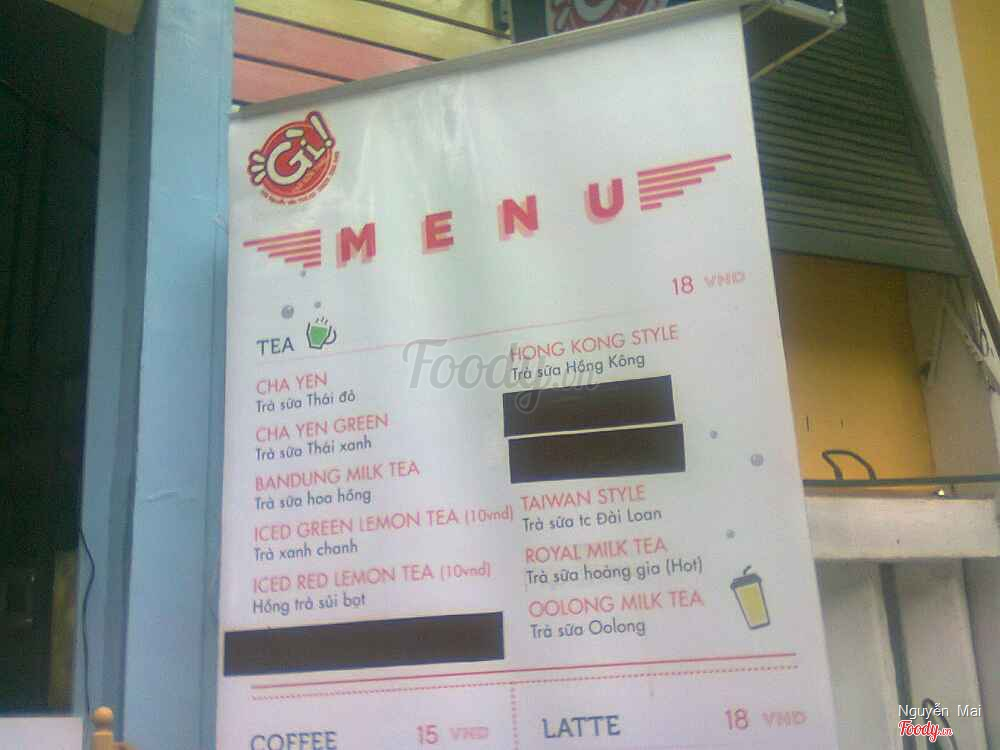 Gì!
MENU
18 VND
TEA
CHA YEN
Trà sữa Thái đỏ
CHA YEN GREEN
Trà sữa Thái xanh
BANDUNG MILK TEA
Trà sữa hoa hồng
ICED GREEN LEMON TEA (10vnd)
Trà xanh chanh
ICED RED LEMON TEA (10vnd)
Hồng trà sủi bọt
HONG KONG STYLE
Trà sữa Hồng Kông
TAIWAN STYLE
Trà sữa tc Đài Loan
ROYAL MILK TEA
Trà sữa hoàng gia (Hot)
OOLONG MILK TEA
Trà sữa Oolong
COFFEE 15 VND
LATTE 18 VND
Foody.vn
Nguyễn Mai
Foody.vn